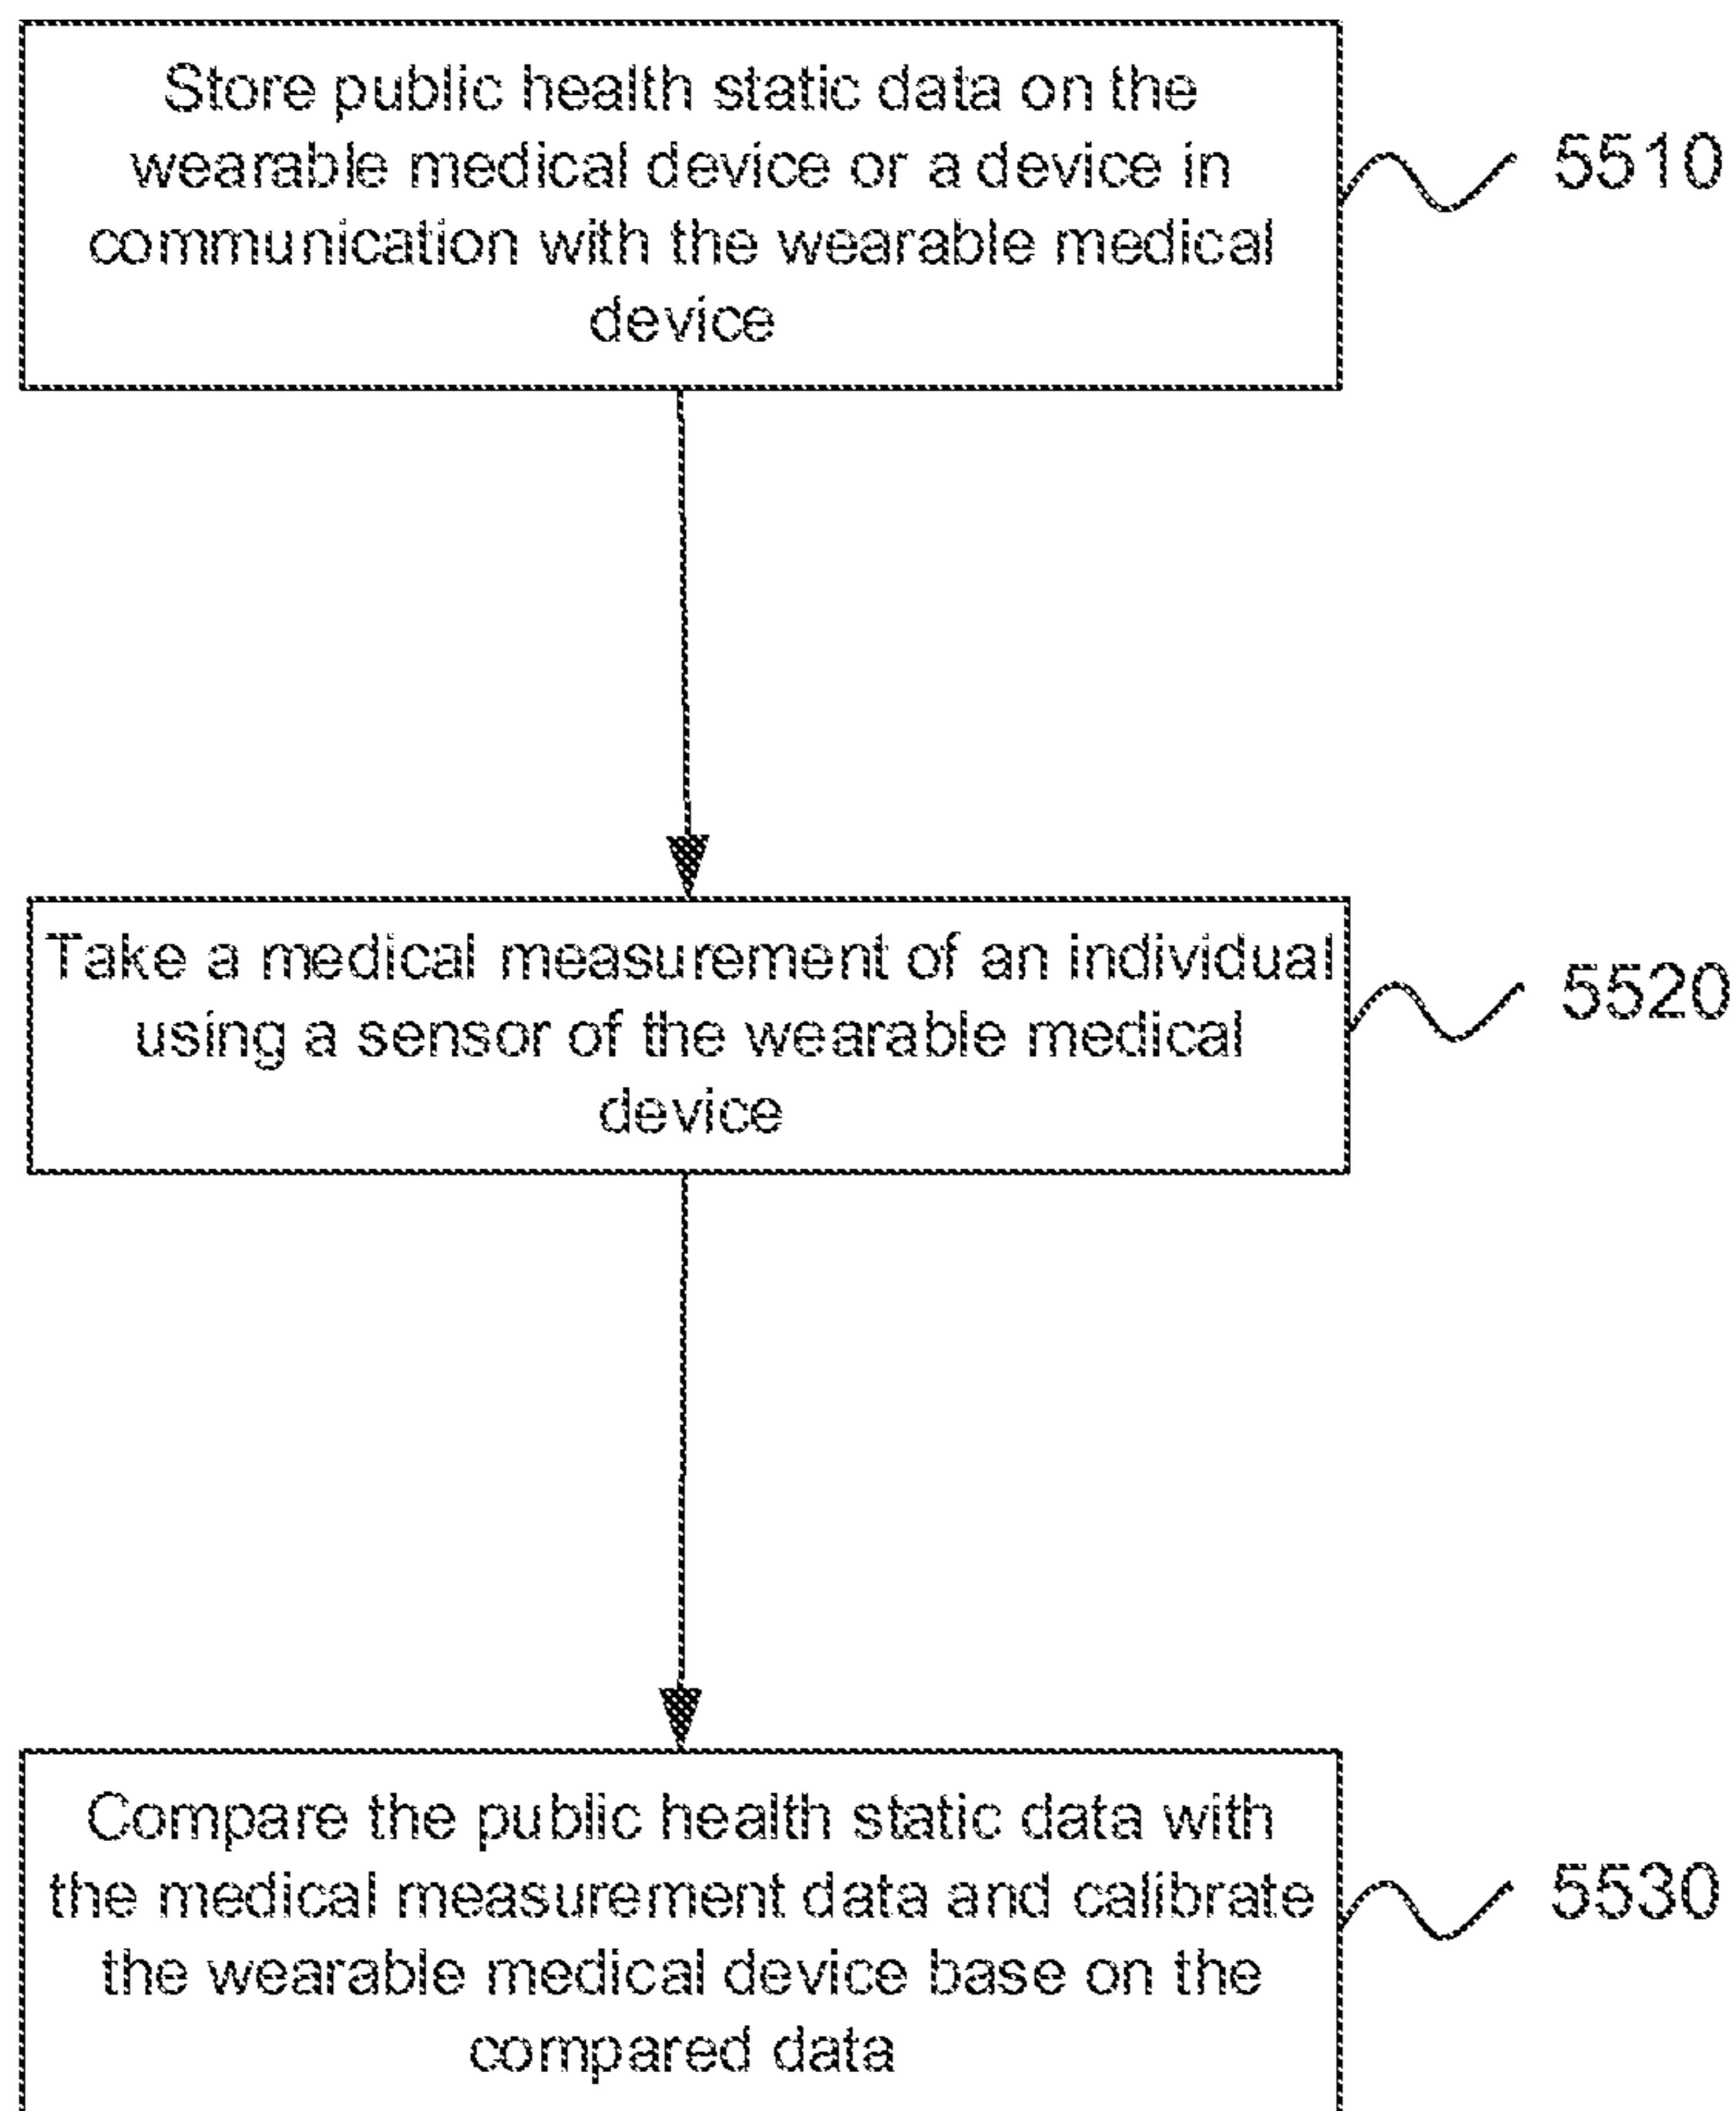 Store public health static data on the
wearable medical device or a device in
communication with the wearable medical
device
5510
Take a medical measurement of an individual
using a sensor of the wearable medical
device
5520
Compare the public health static data with
the medical measurement data and calibrate
the wearable medical device base on the
compared data
5530